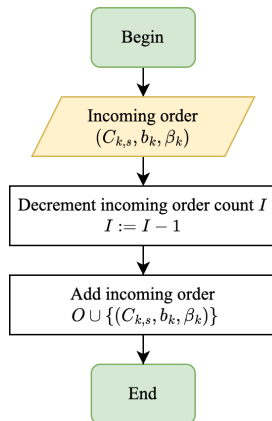 Begin
Incoming order
(C_{k,s}, b_k, β_k)
Decrement incoming order count I
I := I − 1
Add incoming order
O ∪ {(C_{k,s}, b_k, β_k)}
End